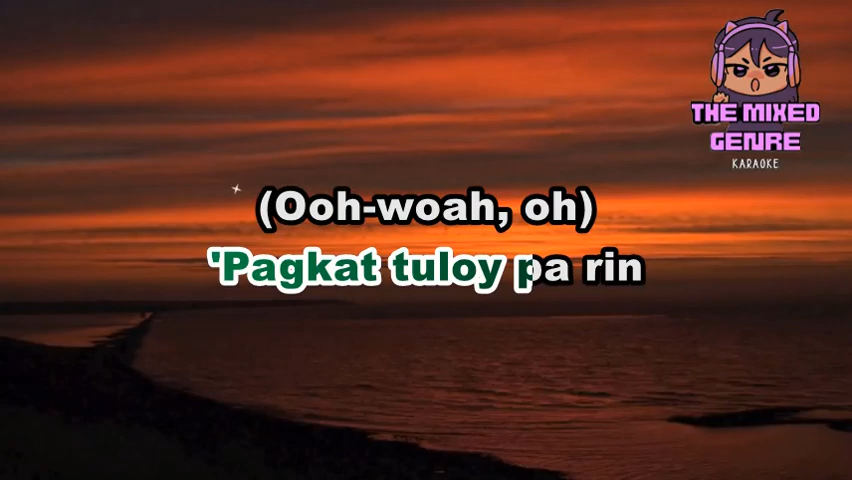 THE MIXED
GENRE
KARAOKE
(Ooh-woah, oh)
'Pagkat tuloy pa rin